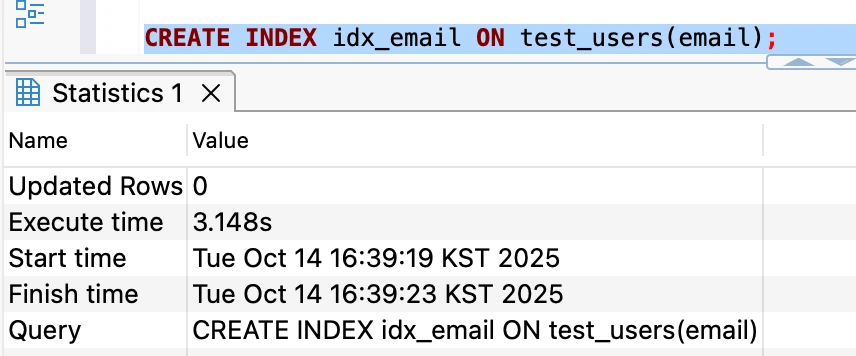 CREATE INDEX idx_email ON test_users(email);
Statistics 1
Name Value
Updated Rows 0
Execute time 3.148s
Start time Tue Oct 14 16:39:19 KST 2025
Finish time Tue Oct 14 16:39:23 KST 2025
Query CREATE INDEX idx_email ON test_users(email)